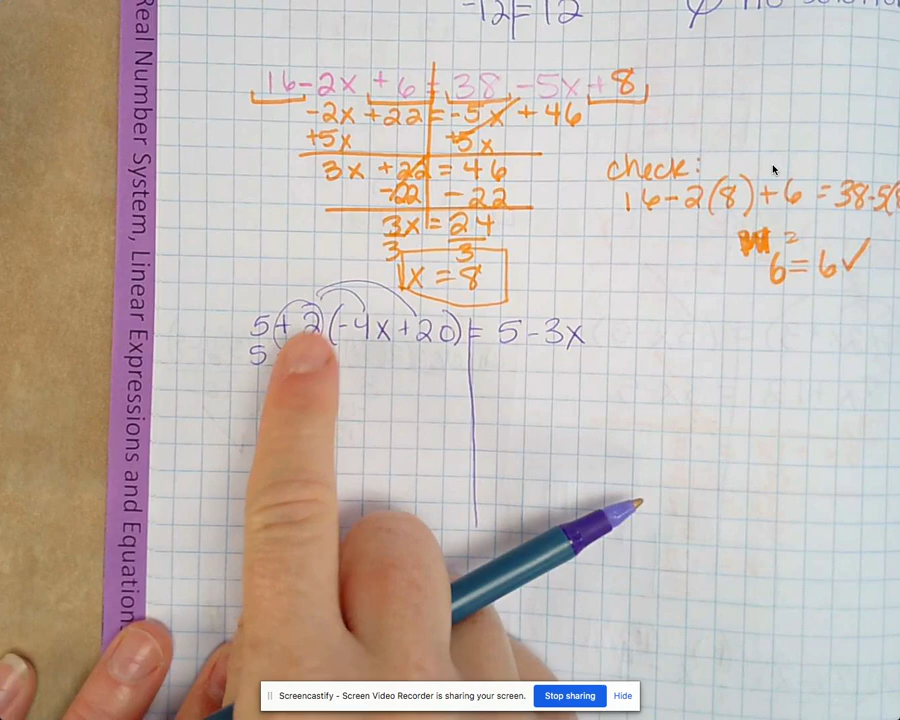 -12 = 12
16 - 2x + 6 = 38 - 5x + 8
-2x + 22 = -5x + 46
+5x +5x
3x + 22 = 46
-22 - 22
3x = 24
3 3
x = 8
check:
16 - 2(8) + 6 = 38 - 5(8
6 = 6 ✓
5 + 2(-4x + 20) = 5 - 3x
5
Real Number System, Linear Expressions and Equation
Screencastify - Screen Video Recorder is sharing your screen.
Stop sharing
Hide